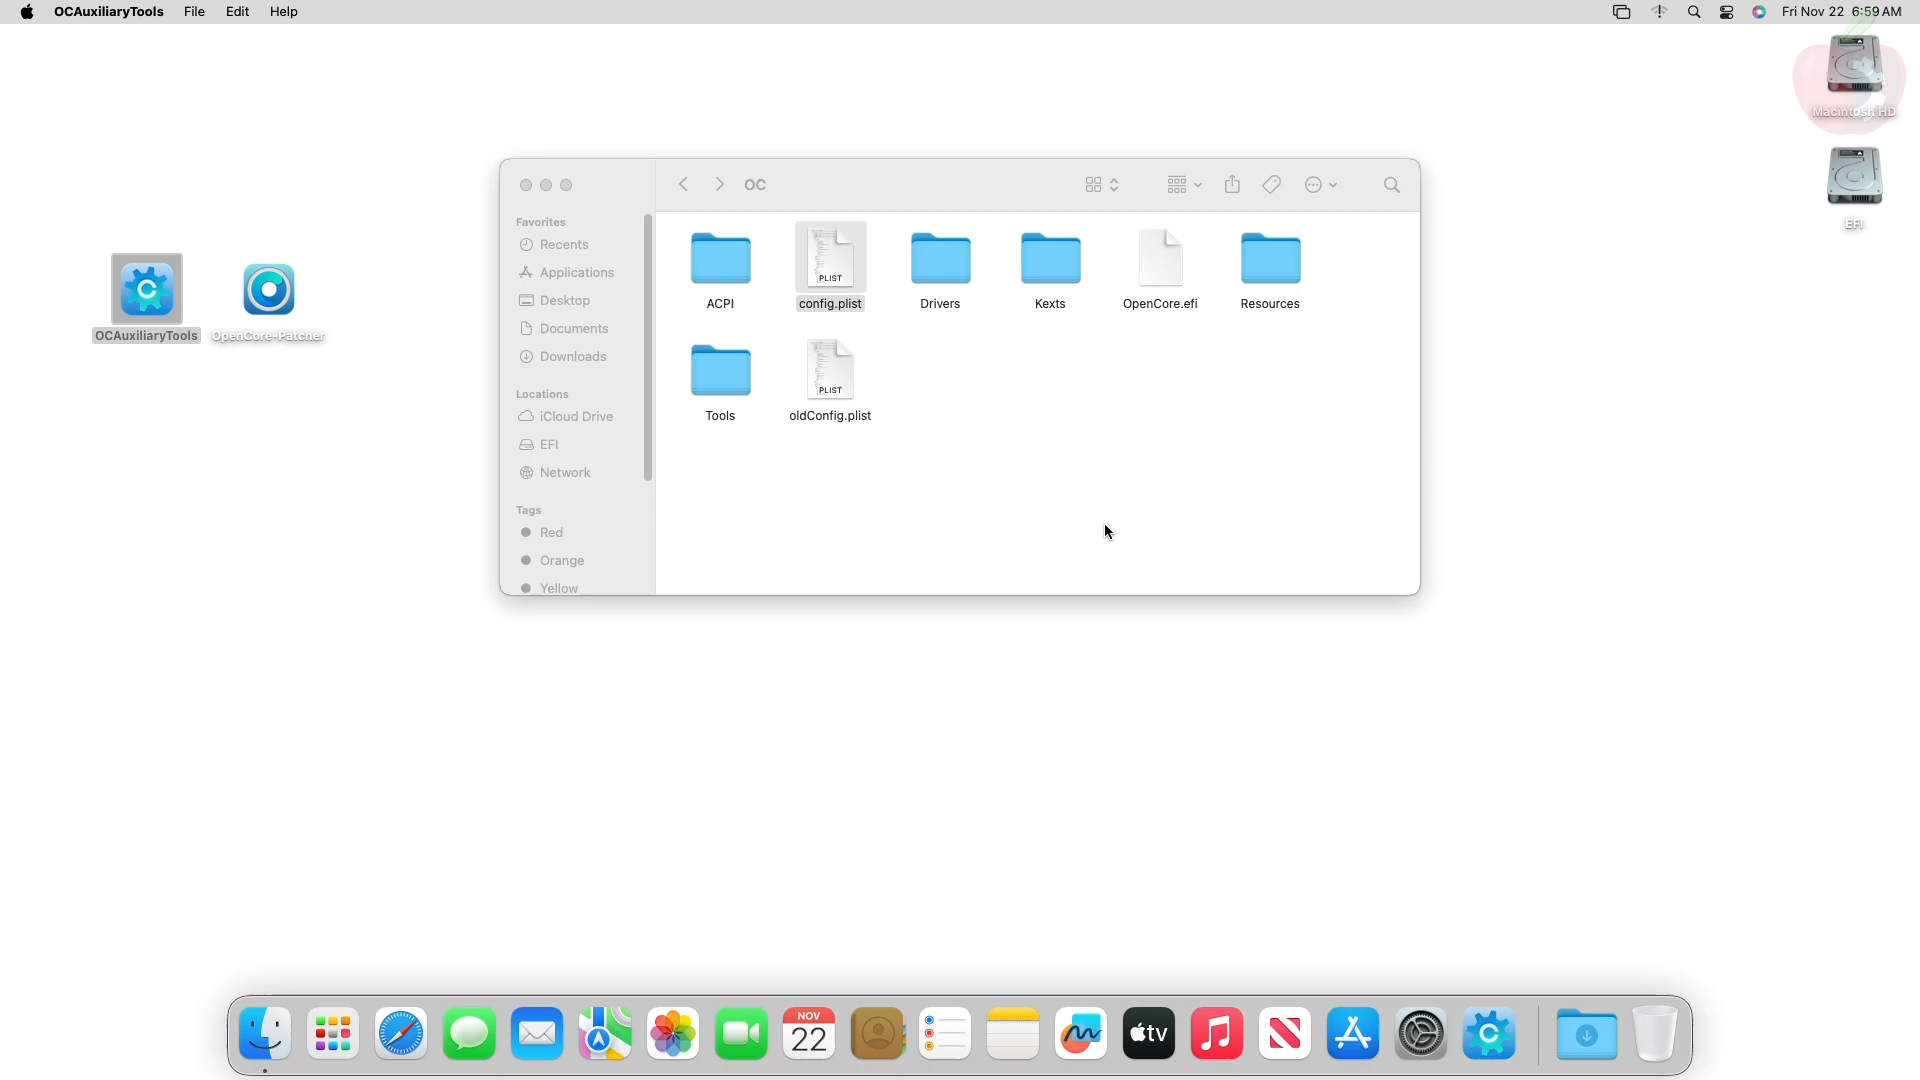 OCAuxiliaryTools File Edit Help Fri Nov 22 6:59 AM
Macintosh HD
EFI
OCAuxiliaryTools OpenCore-Patcher
OC
Favorites
Recents
Applications
Desktop
Documents
Downloads
Locations
iCloud Drive
EFI
Network
Tags
Red
Orange
Yellow
PLIST
ACPI config.plist Drivers Kexts OpenCore.efi Resources
PLIST
Tools oldConfig.plist
NOV
22
tv